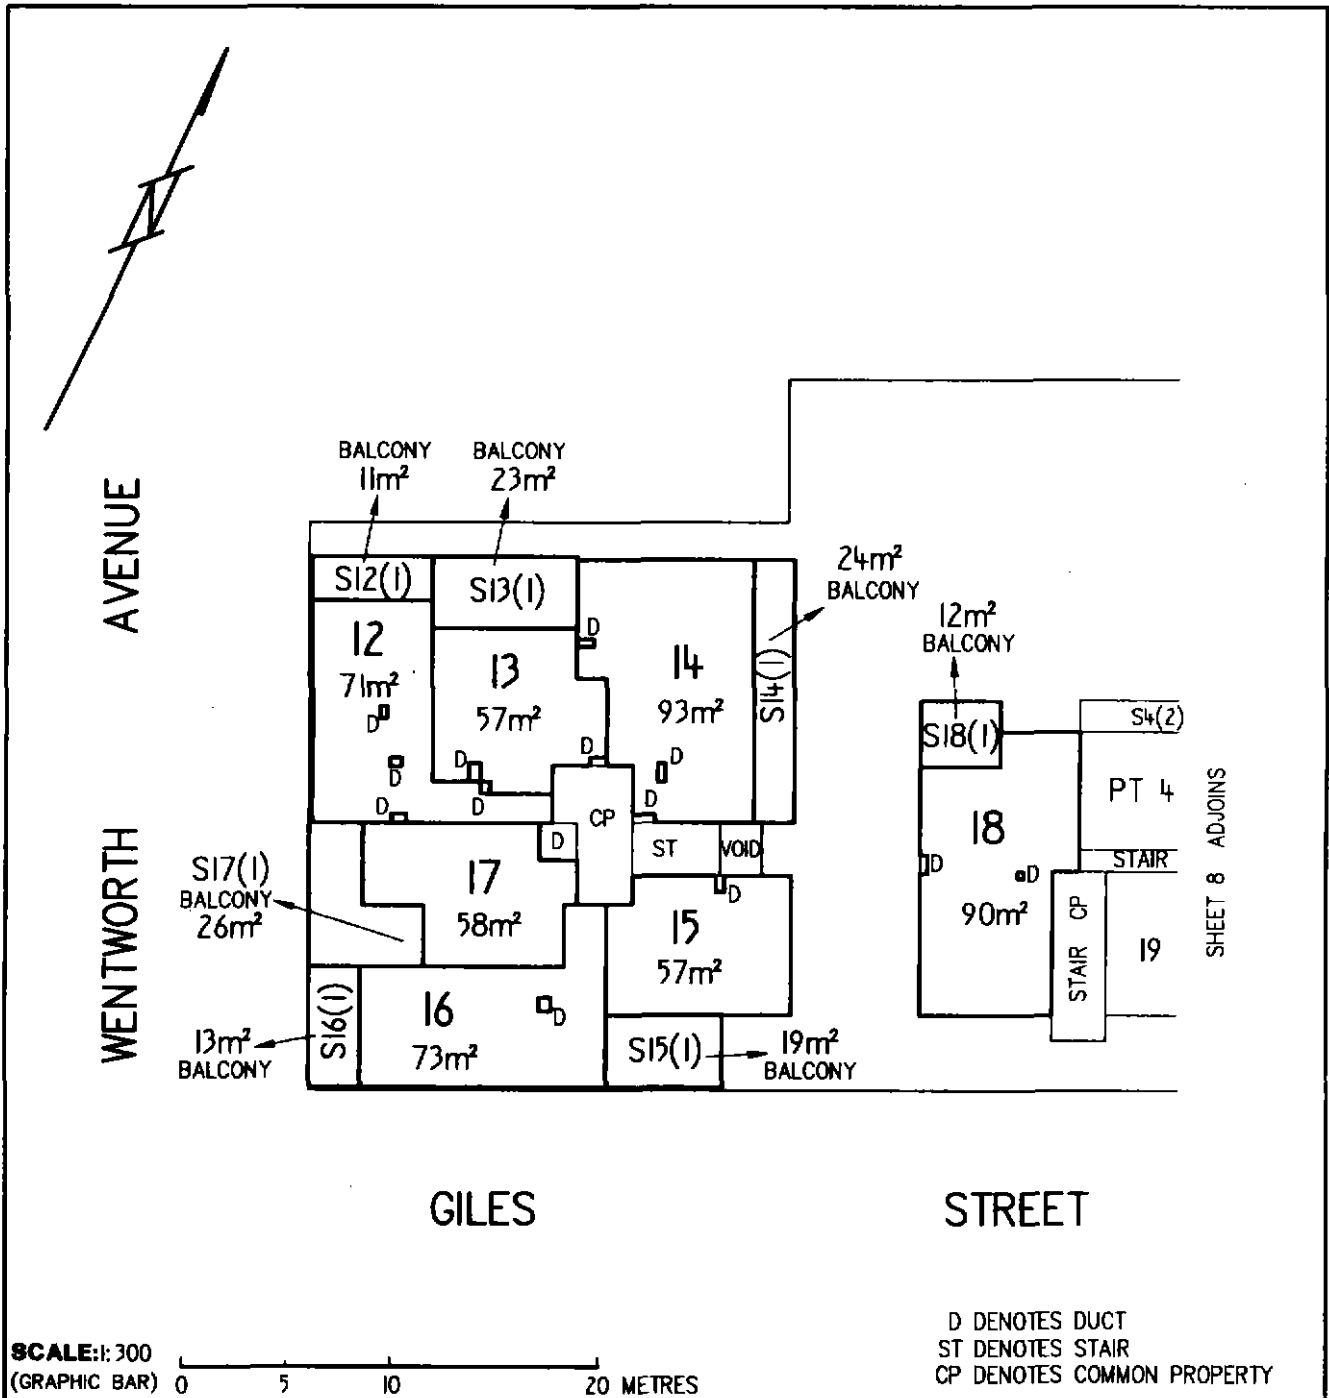 N
BALCONY
11m²
BALCONY
23m²
AVENUE
24m²
BALCONY
S12(1)
S13(1)
12m²
BALCONY
12
71m²
13
57m²
14
93m²
S14(1)
D
D
D
D
D
D
D
D
D
S18(1)
S4(2)
PT 4
18
90m²
D
D
STAIR
STAIR CP
19
SHEET 8 ADJOINS
CP
D
ST
VOID
WENTWORTH
S17(1)
BALCONY
26m²
17
58m²
D
15
57m²
S16(1)
13m²
BALCONY
16
73m²
D
S15(1)
19m²
BALCONY
GILES STREET
D DENOTES DUCT
ST DENOTES STAIR
CP DENOTES COMMON PROPERTY
SCALE:1:300
(GRAPHIC BAR) 0 5 10 20 METRES